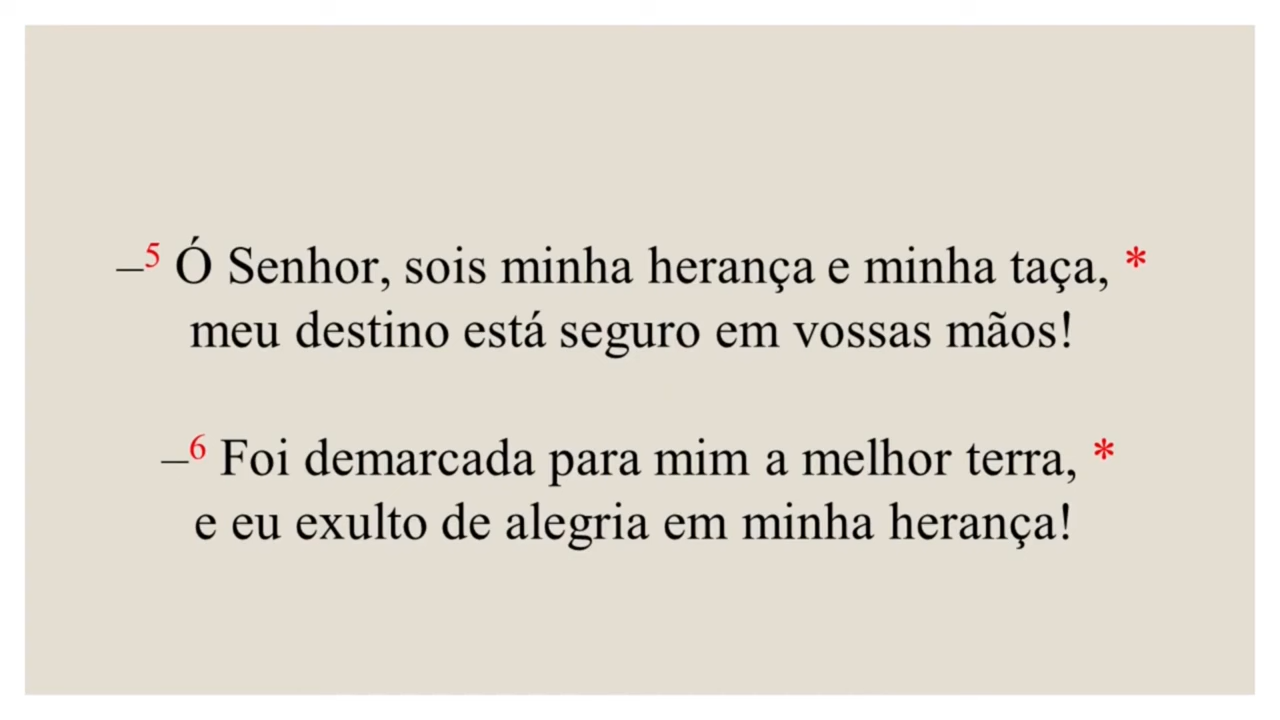 –5 Ó Senhor, sois minha herança e minha taça, *
meu destino está seguro em vossas mãos!
–6 Foi demarcada para mim a melhor terra, *
e eu exulto de alegria em minha herança!